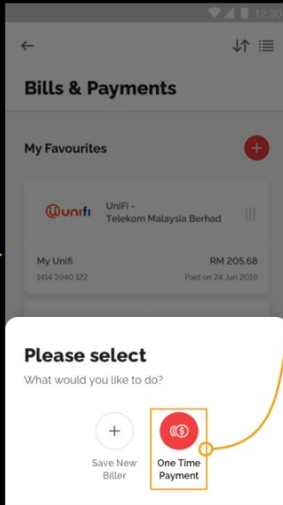 12:30
Bills & Payments
My Favourites
unifi
UniFi -
Telekom Malaysia Berhad
My Unifi
RM 205.68
1414 3940 122
Paid on 24 Jun 2019
Please select
What would you like to do?
Save New
Biller
One Time
Payment